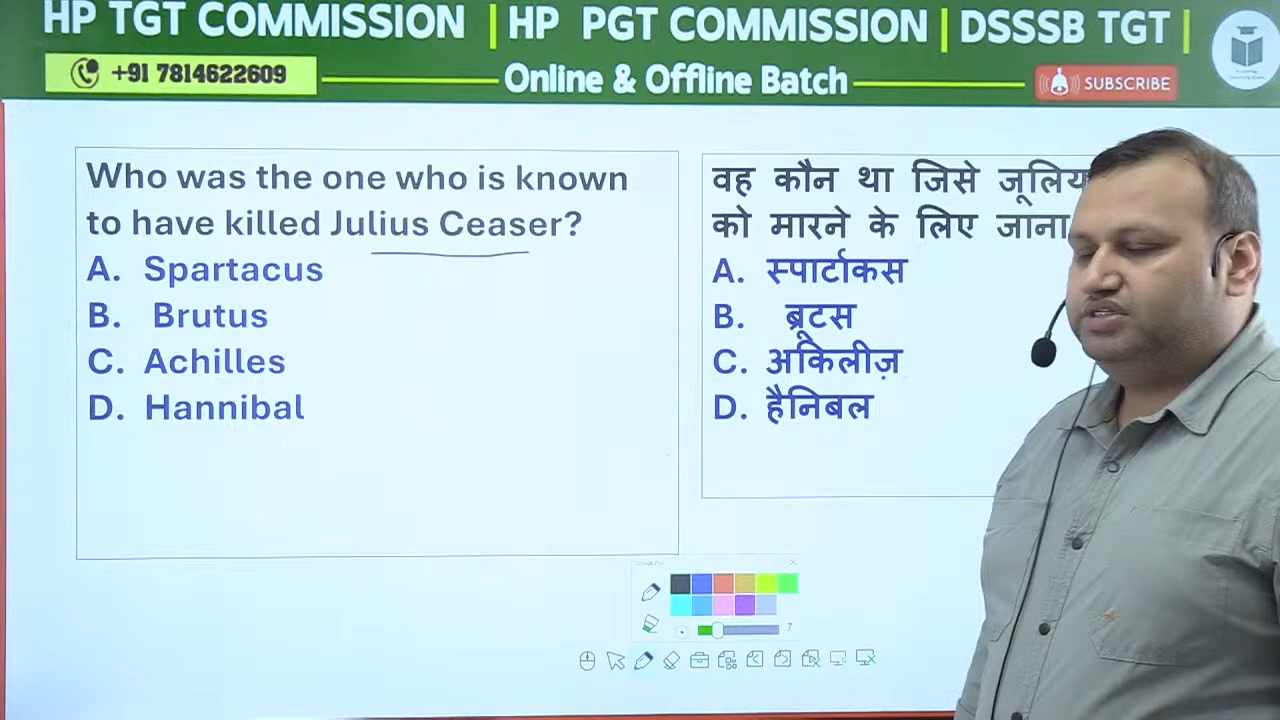 HP TGT COMMISSION | HP PGT COMMISSION | DSSSB TGT |
+91 7814622609
Online & Offline Batch
SUBSCRIBE
Who was the one who is known
to have killed Julius Ceaser?
A. Spartacus
B. Brutus
C. Achilles
D. Hannibal
वह कौन था जिसे जूलिय
को मारने के लिए जाना
A. स्पार्टाकस
B. ब्रूटस
C. अकिलीज़
D. हैनिबल
7